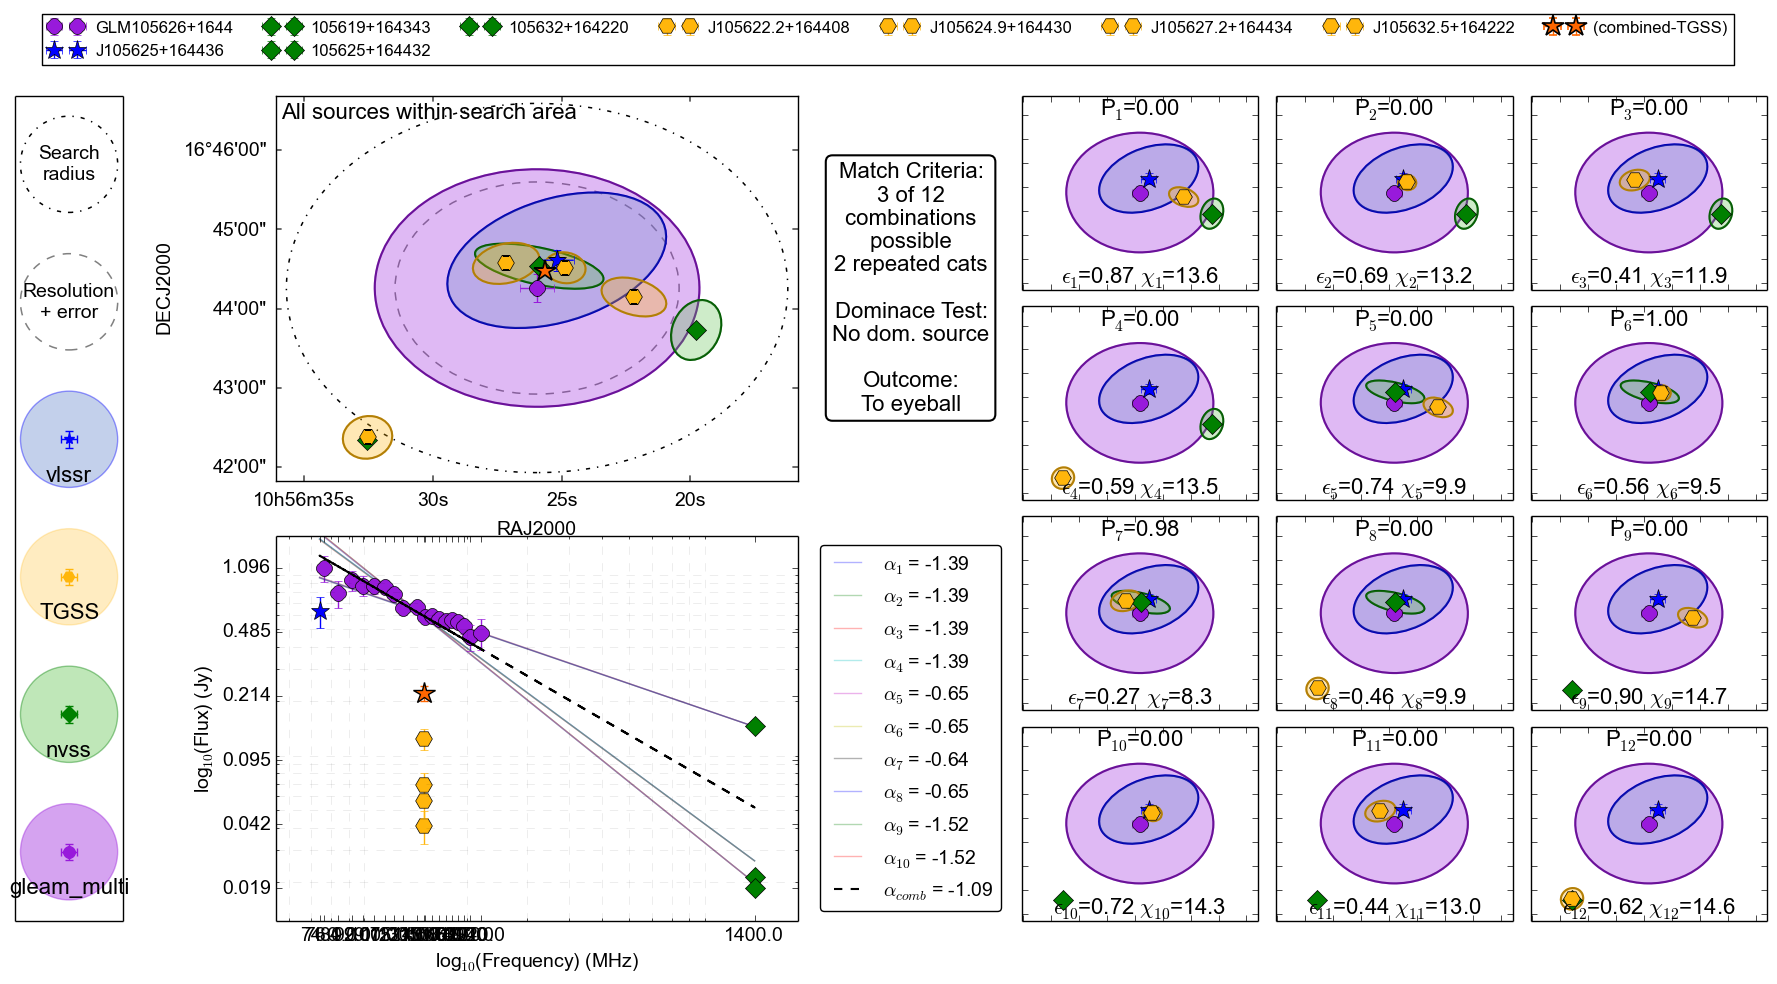 GLM105626+1644
105619+164343
105632+164220
J105622.2+164408
J105624.9+164430
J105627.2+164434
J105632.5+164222
(combined-TGSS)
J105625+164436
105625+164432
Search
radius
Resolution
+ error
vlssr
TGSS
nvss
gleam_multi
All sources within search area
16°46'00"
45'00"
44'00"
43'00"
42'00"
DECJ2000
10h56m35s
30s
25s
20s
RAJ2000
Match Criteria:
3 of 12
combinations
possible
2 repeated cats
Dominace Test:
No dom. source
Outcome:
To eyeball
1.096
0.485
0.214
0.095
0.042
0.019
log₁₀(Flux) (Jy)
1400.0
log₁₀(Frequency) (MHz)
α₁ = -1.39
α₂ = -1.39
α₃ = -1.39
α₄ = -1.39
α₅ = -0.65
α₆ = -0.65
α₇ = -0.64
α₈ = -0.65
α₉ = -1.52
α₁₀ = -1.52
α_comb = -1.09
P₁=0.00
ϵ₁=0.87 χ₁=13.6
P₂=0.00
ϵ₂=0.69 χ₂=13.2
P₃=0.00
ϵ₃=0.41 χ₃=11.9
P₄=0.00
ϵ₄=0.59 χ₄=13.5
P₅=0.00
ϵ₅=0.74 χ₅=9.9
P₆=1.00
ϵ₆=0.56 χ₆=9.5
P₇=0.98
ϵ₇=0.27 χ₇=8.3
P₈=0.00
ϵ₈=0.46 χ₈=9.9
P₉=0.00
ϵ₉=0.90 χ₉=14.7
P₁₀=0.00
ϵ₁₀=0.72 χ₁₀=14.3
P₁₁=0.00
ϵ₁₁=0.44 χ₁₁=13.0
P₁₂=0.00
ϵ₁₂=0.62 χ₁₂=14.6